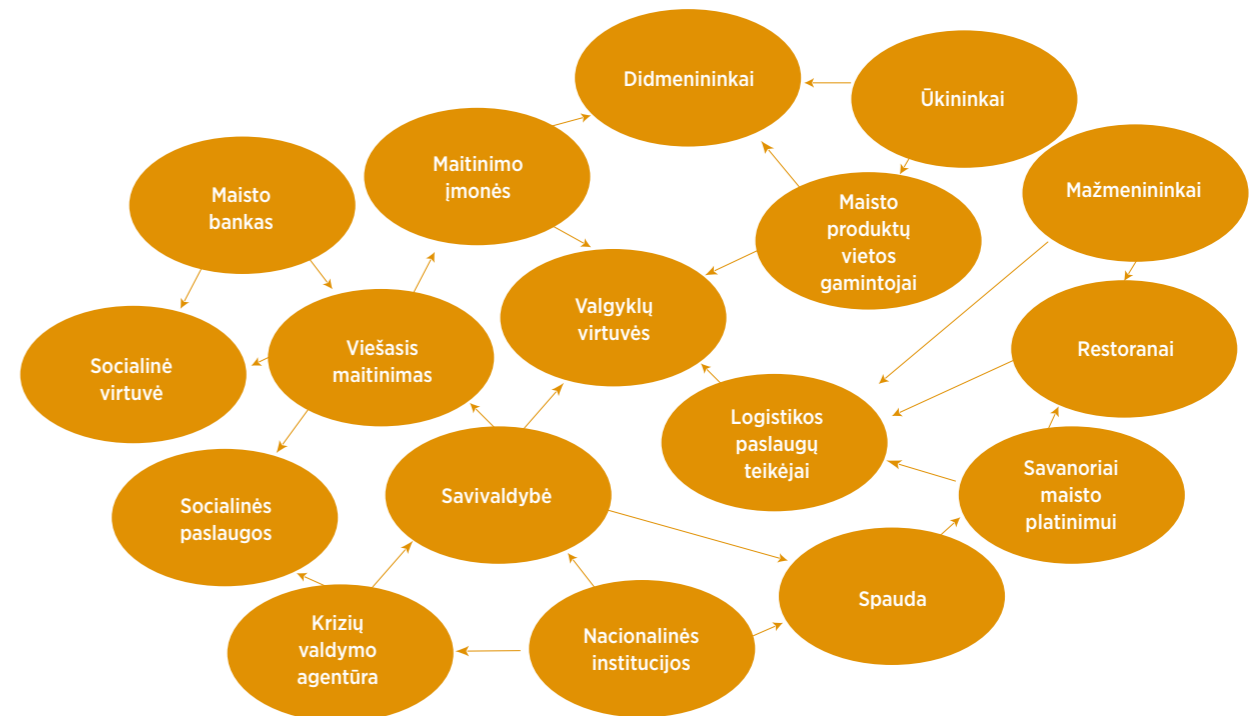 Didmenininkai
Ūkininkai
Maitinimo
įmonės
Maisto
bankas
Mažmenininkai
Maisto
produktų
vietos
gamintojai
Valgyklų
virtuvės
Viešasis
maitinimas
Socialinė
virtuvė
Restoranai
Logistikos
paslaugų
teikėjai
Savanoriai
maisto
platinimui
Savivaldybė
Socialinės
paslaugos
Spauda
Krizių
valdymo
agentūra
Nacionalinės
institucijos